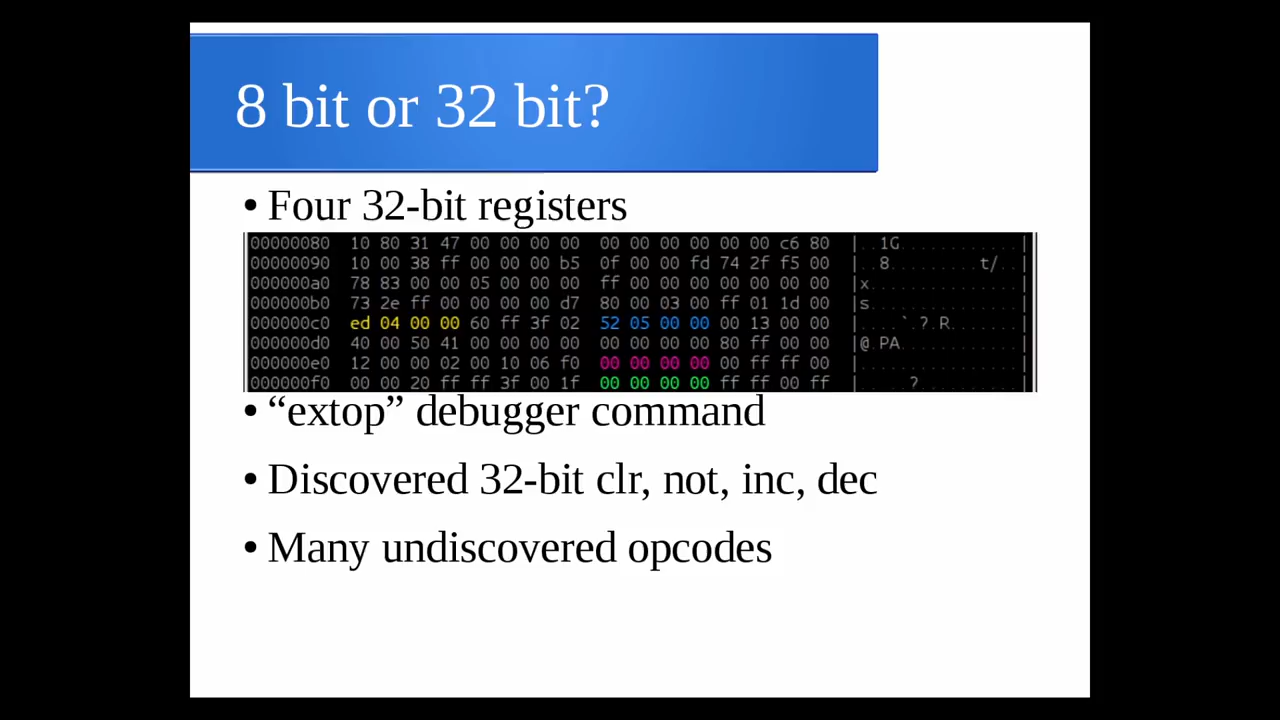 8 bit or 32 bit?
• Four 32-bit registers
00000080 10 80 31 47 00 00 00 00 00 00 00 00 00 00 c6 80 |..1G............|
00000090 10 00 38 ff 00 00 00 b5 0f 00 00 fd 74 2f f5 00 |..8.........t/..|
000000a0 78 83 00 00 05 00 00 00 ff 00 00 00 00 00 00 00 |x...............|
000000b0 73 2e ff 00 00 00 00 d7 80 00 03 00 ff 01 1d 00 |s...............|
000000c0 ed 04 00 00 60 ff 3f 02 52 05 00 00 00 13 00 00 |....`.?.R.......|
000000d0 40 00 50 41 00 00 00 00 00 00 00 00 80 ff 00 00 |@.PA............|
000000e0 12 00 00 02 00 10 06 f0 00 00 00 00 00 ff ff 00 |................|
000000f0 00 00 20 ff ff 3f 00 1f 00 00 00 00 ff ff 00 ff |.. ..?..........|
• “extop” debugger command
• Discovered 32-bit clr, not, inc, dec
• Many undiscovered opcodes